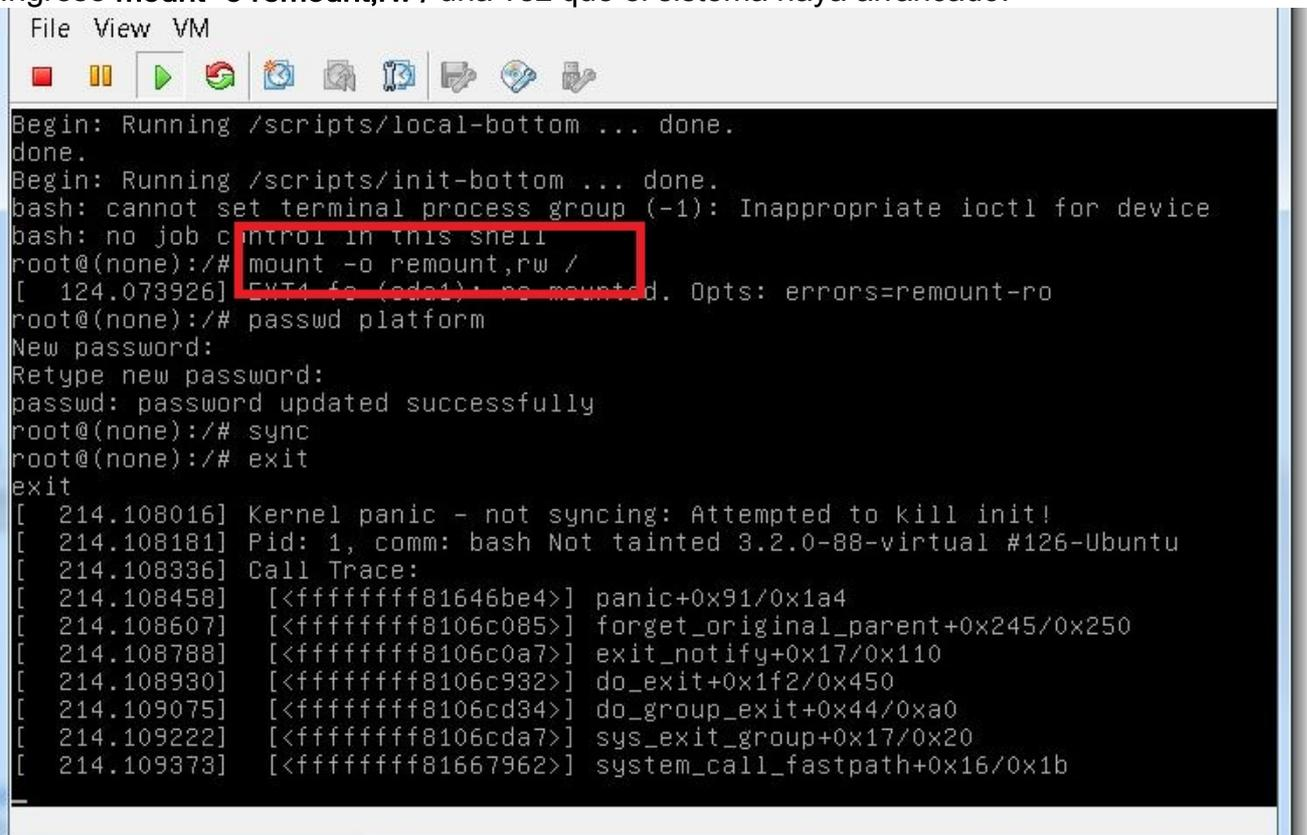 File View VM
Begin: Running /scripts/local-bottom ... done.
done.
Begin: Running /scripts/init-bottom ... done.
bash: cannot set terminal process group (-1): Inappropriate ioctl for device
bash: no job control in this shell
root@(none):/# mount -o remount,rw /
[  124.073926] EXT4-fs (sda1): re-mounted. Opts: errors=remount-ro
root@(none):/# passwd platform
New password:
Retype new password:
passwd: password updated successfully
root@(none):/# sync
root@(none):/# exit
exit
[  214.108016] Kernel panic - not syncing: Attempted to kill init!
[  214.108181] Pid: 1, comm: bash Not tainted 3.2.0-88-virtual #126-Ubuntu
[  214.108336] Call Trace:
[  214.108458]  [<ffffffff81646be4>] panic+0x91/0x1a4
[  214.108607]  [<ffffffff8106c085>] forget_original_parent+0x245/0x250
[  214.108788]  [<ffffffff8106c0a7>] exit_notify+0x17/0x110
[  214.108930]  [<ffffffff8106c932>] do_exit+0x1f2/0x450
[  214.109075]  [<ffffffff8106cd34>] do_group_exit+0x44/0xa0
[  214.109222]  [<ffffffff8106cda7>] sys_exit_group+0x17/0x20
[  214.109373]  [<ffffffff81667962>] system_call_fastpath+0x16/0x1b